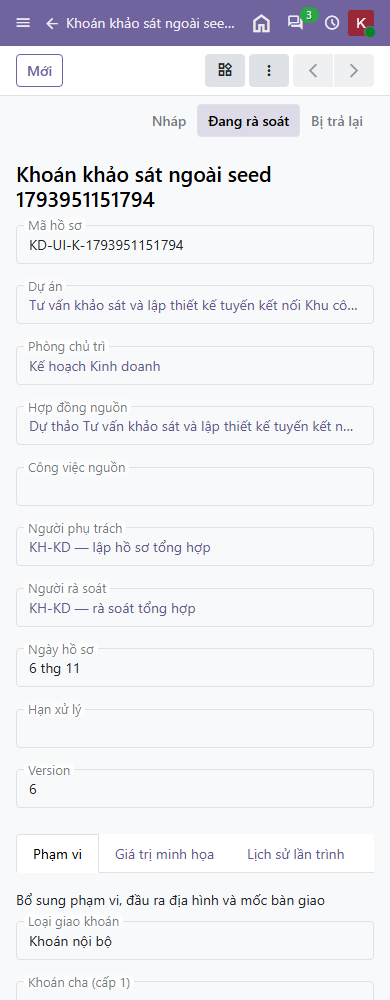 Khoán khảo sát ngoài see...
3
K
Mới
Nháp
Đang rà soát
Bị trả lại
Khoán khảo sát ngoài seed
1793951151794
Mã hồ sơ
KD-UI-K-1793951151794
Dự án
Tư vấn khảo sát và lập thiết kế tuyến kết nối Khu cô...
Phòng chủ trì
Kế hoạch Kinh doanh
Hợp đồng nguồn
Dự thảo Tư vấn khảo sát và lập thiết kế tuyến kết n...
Công việc nguồn
Người phụ trách
KH-KD — lập hồ sơ tổng hợp
Người rà soát
KH-KD — rà soát tổng hợp
Ngày hồ sơ
6 thg 11
Hạn xử lý
Version
6
Phạm vi
Giá trị minh họa
Lịch sử lần trình
Bổ sung phạm vi, đầu ra địa hình và mốc bàn giao
Loại giao khoán
Khoán nội bộ
Khoán cha (cấp 1)